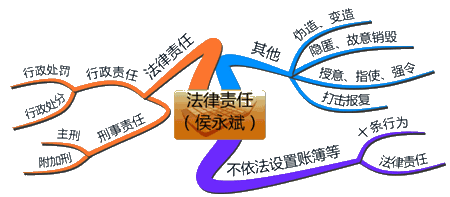 法律责任
（侯永斌）
法律责任
行政责任
行政处罚
行政处分
刑事责任
主刑
附加刑
其他
伪造、变造
隐匿、故意销毁
授意、指使、强令
打击报复
不依法设置账簿等
十条行为
法律责任